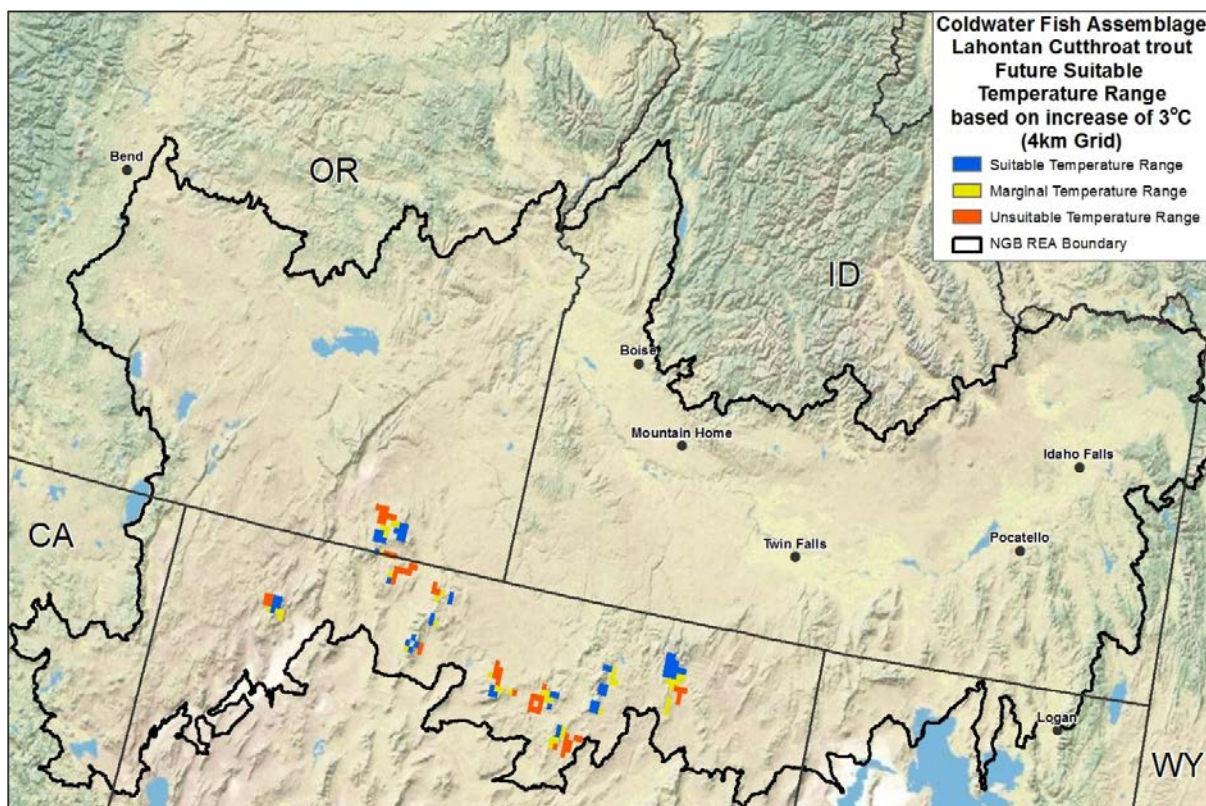 Coldwater Fish Assemblage
Lahontan Cutthroat trout
Future Suitable
Temperature Range
based on increase of 3°C
(4km Grid)
Suitable Temperature Range
Marginal Temperature Range
Unsuitable Temperature Range
NGB REA Boundary
Bend
OR
ID
Boise
Mountain Home
Idaho Falls
CA
Twin Falls
Pocatello
Logan
WY